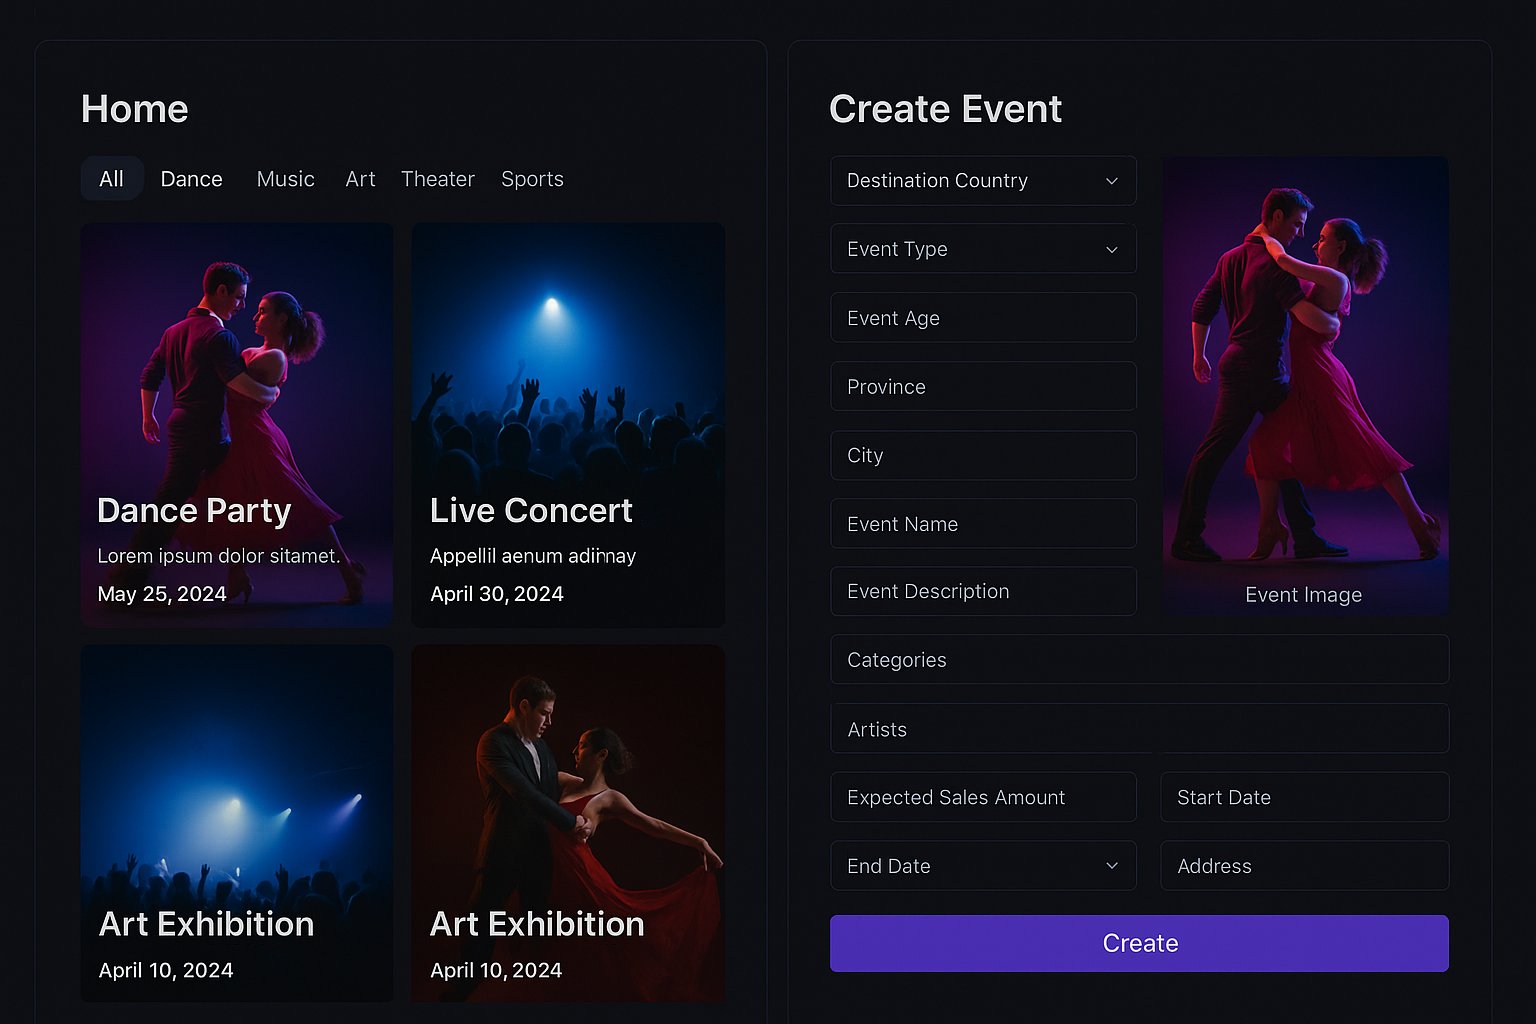 Home
All Dance Music Art Theater Sports
Dance Party
Lorem ipsum dolor sitamet.
May 25, 2024
Live Concert
Appellil aenum adimnay
April 30, 2024
Art Exhibition
April 10, 2024
Art Exhibition
April 10, 2024
Create Event
Destination Country
Event Type
Event Age
Province
City
Event Name
Event Description
Event Image
Categories
Artists
Expected Sales Amount
Start Date
End Date
Address
Create